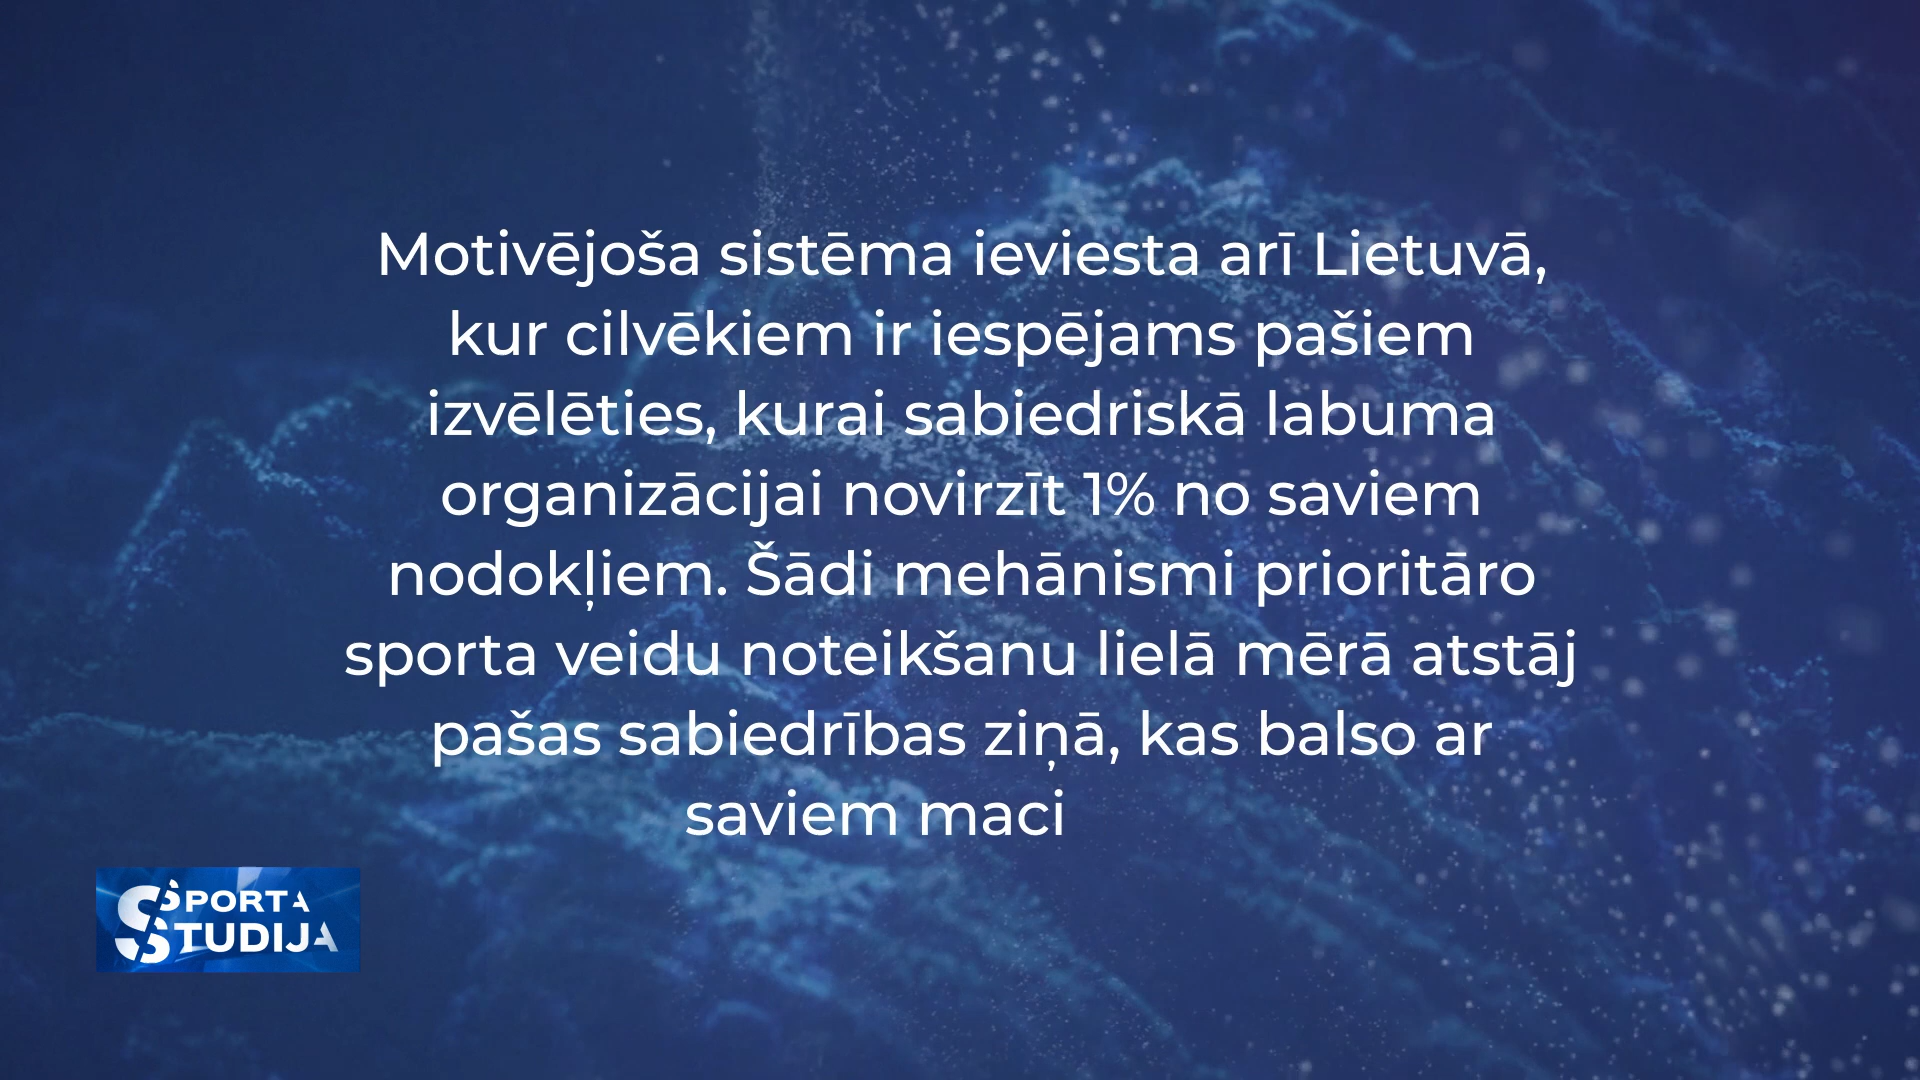 Motivējoša sistēma ieviesta arī Lietuvā,
kur cilvēkiem ir iespējams pašiem
izvēlēties, kurai sabiedriskā labuma
organizācijai novirzīt 1% no saviem
nodokļiem. Šādi mehānismi prioritāro
sporta veidu noteikšanu lielā mērā atstāj
pašas sabiedrības ziņā, kas balso ar
saviem maci
SPORTA
STUDIJA